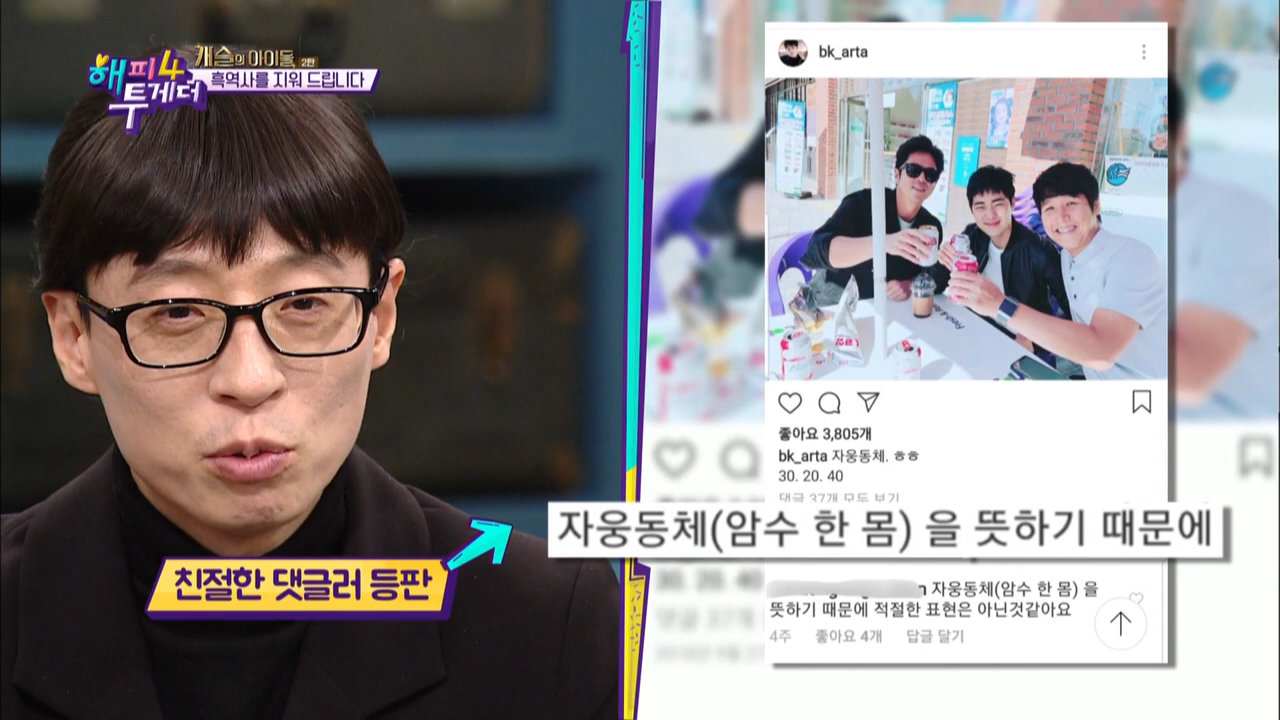 해피투게더4
캐슬의 아이돌 2탄
흑역사를 지워 드립니다
친절한 댓글러 등판
bk_arta
좋아요 3,805개
bk_arta 자웅동체. ㅎㅎ
30. 20. 40
댓글 37개 모두 보기
자웅동체(암수 한 몸) 을 뜻하기 때문에
자웅동체(암수 한 몸) 을
뜻하기 때문에 적절한 표현은 아닌것같아요
4주 좋아요 4개 답글 달기
30. 20. 40